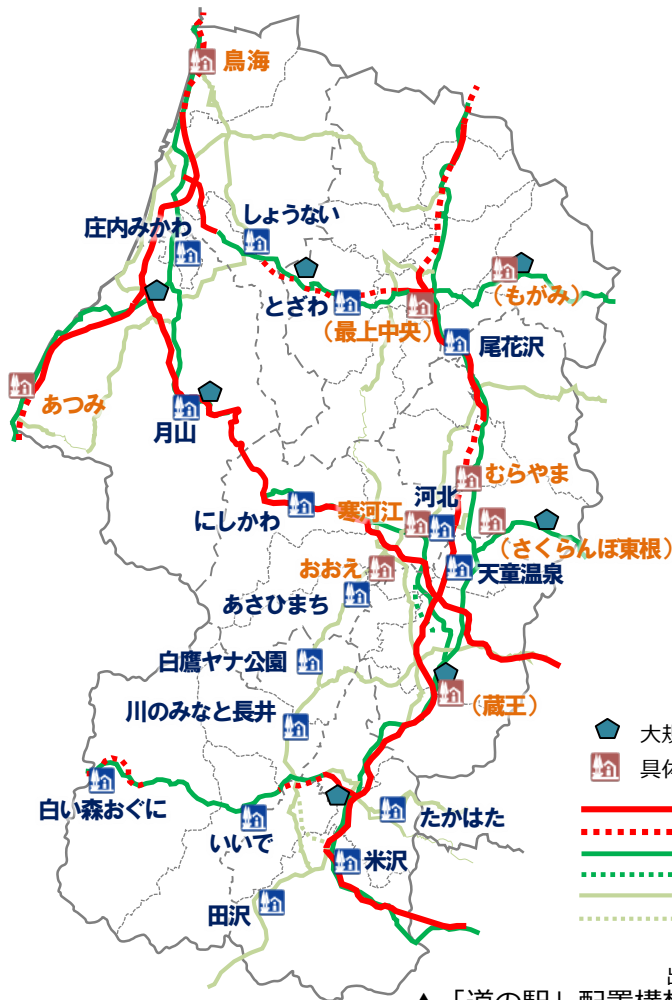 鳥海
しょうない
庄内みかわ
とざわ
（もがみ）
（最上中央）
尾花沢
あつみ
月山
むらやま
河北
にしかわ
寒河江
（さくらんぼ東根）
おおえ
天童温泉
あさひまち
白鷹ヤナ公園
（蔵王）
川のみなと長井
大規
具体
白い森おぐに
いいで
たかはた
米沢
田沢
▲「道の駅」配置構想